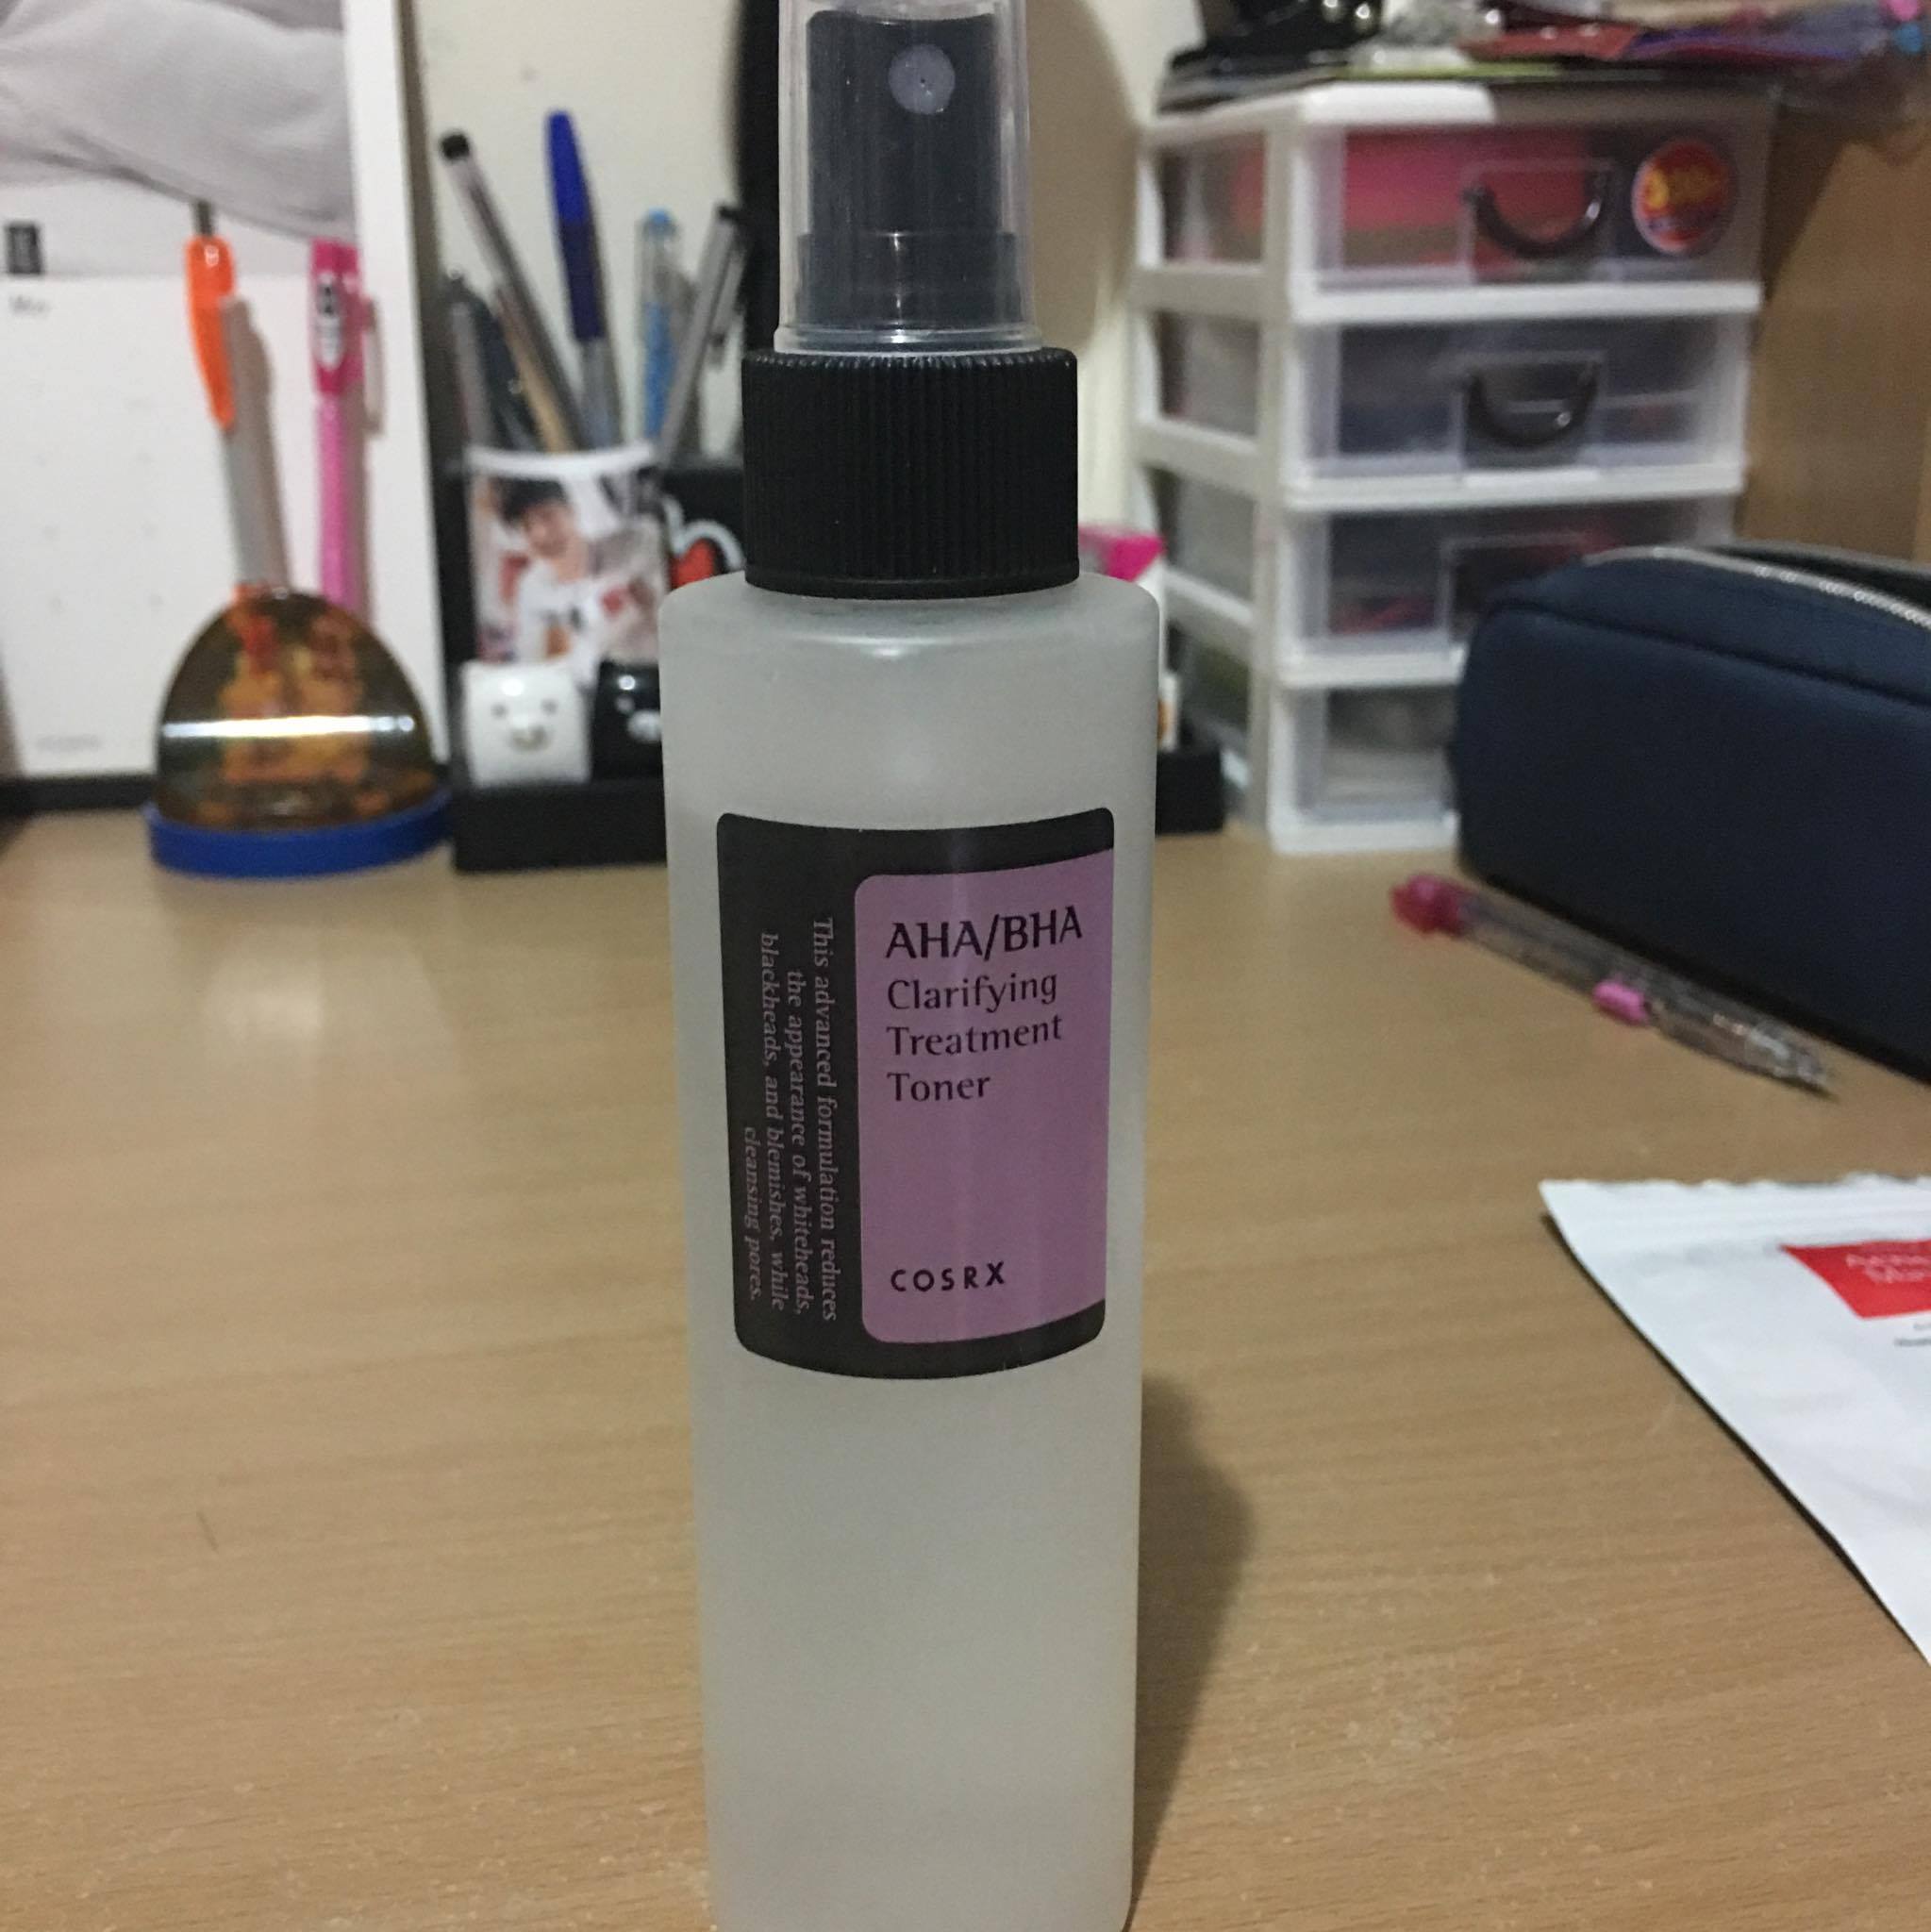 AHA/BHA
Clarifying
Treatment
Toner
COSRX
This advanced formulation reduces
the appearance of whiteheads,
blackheads, and blemishes, while
cleansing pores.